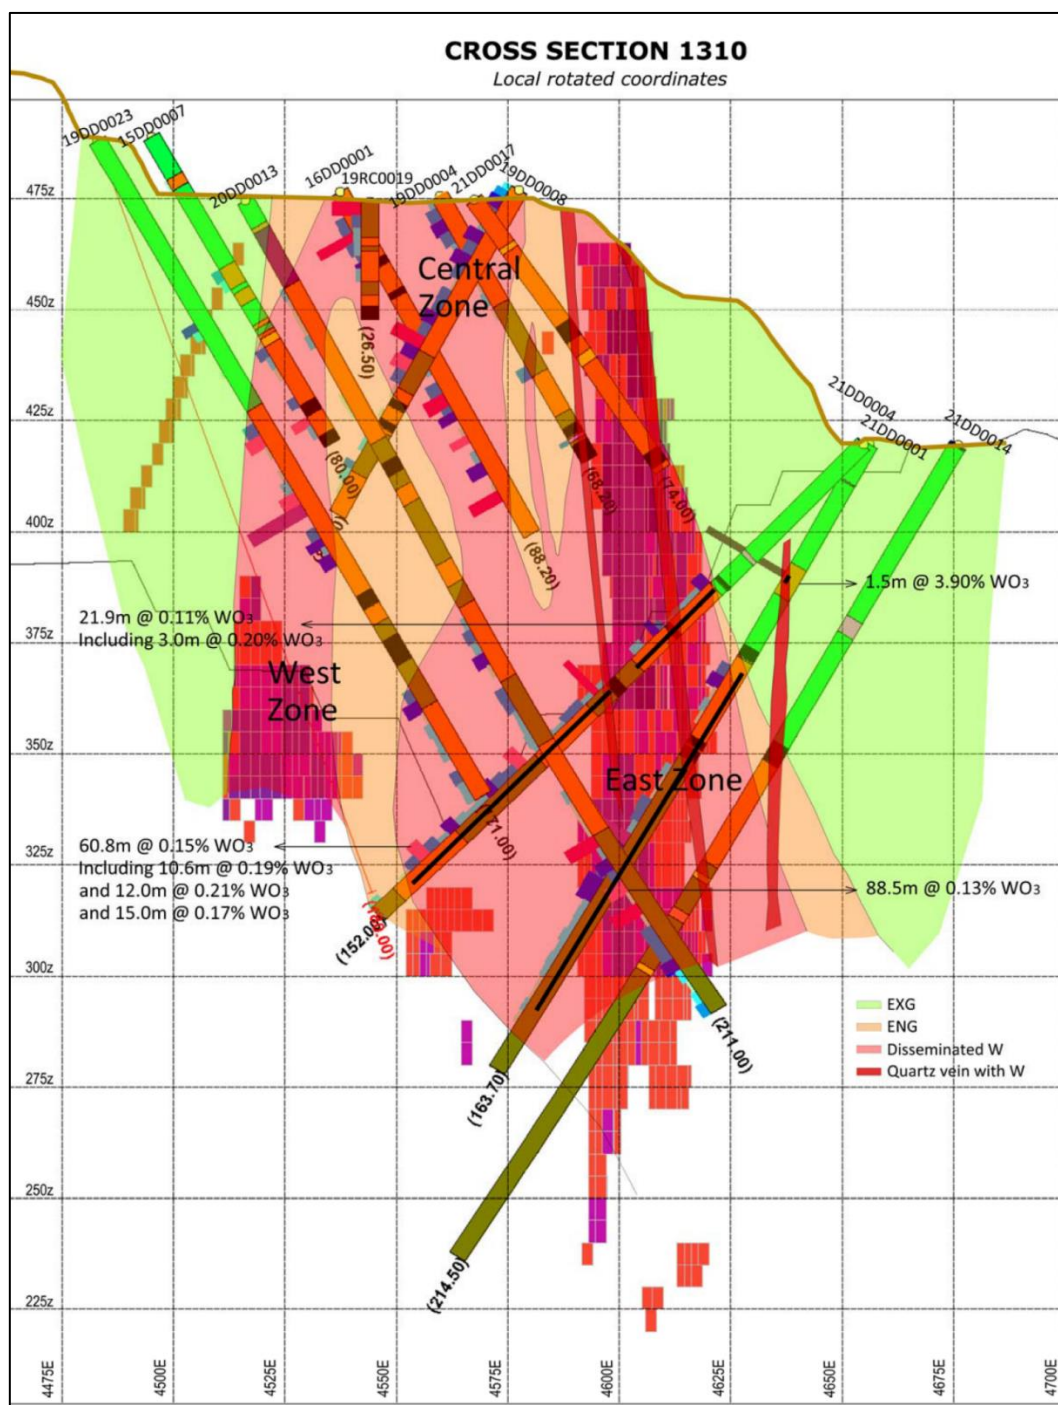 CROSS SECTION 1310
Local rotated coordinates
19DD0023
15DD0007
20DD0013
16DD0001
19RC0019
19DD0004
21DD0017
19DD0008
475z
Central
Zone
450z
(26.50)
21DD0004
21DD0001
21DD0014
425z
(80.00)
(68.20)
(74.00)
400z
(88.20)
1.5m @ 3.90% WO₃
21.9m @ 0.11% WO₃
Including 3.0m @ 0.20% WO₃
375z
West
Zone
350z
East Zone
60.8m @ 0.15% WO₃
Including 10.6m @ 0.19% WO₃
and 12.0m @ 0.21% WO₃
and 15.0m @ 0.17% WO₃
325z
88.5m @ 0.13% WO₃
(152.00)
300z
(211.00)
EXG
ENG
Disseminated W
Quartz vein with W
275z
(163.70)
250z
(214.50)
225z
4475E
4500E
4525E
4550E
4575E
4600E
4650E
4675E